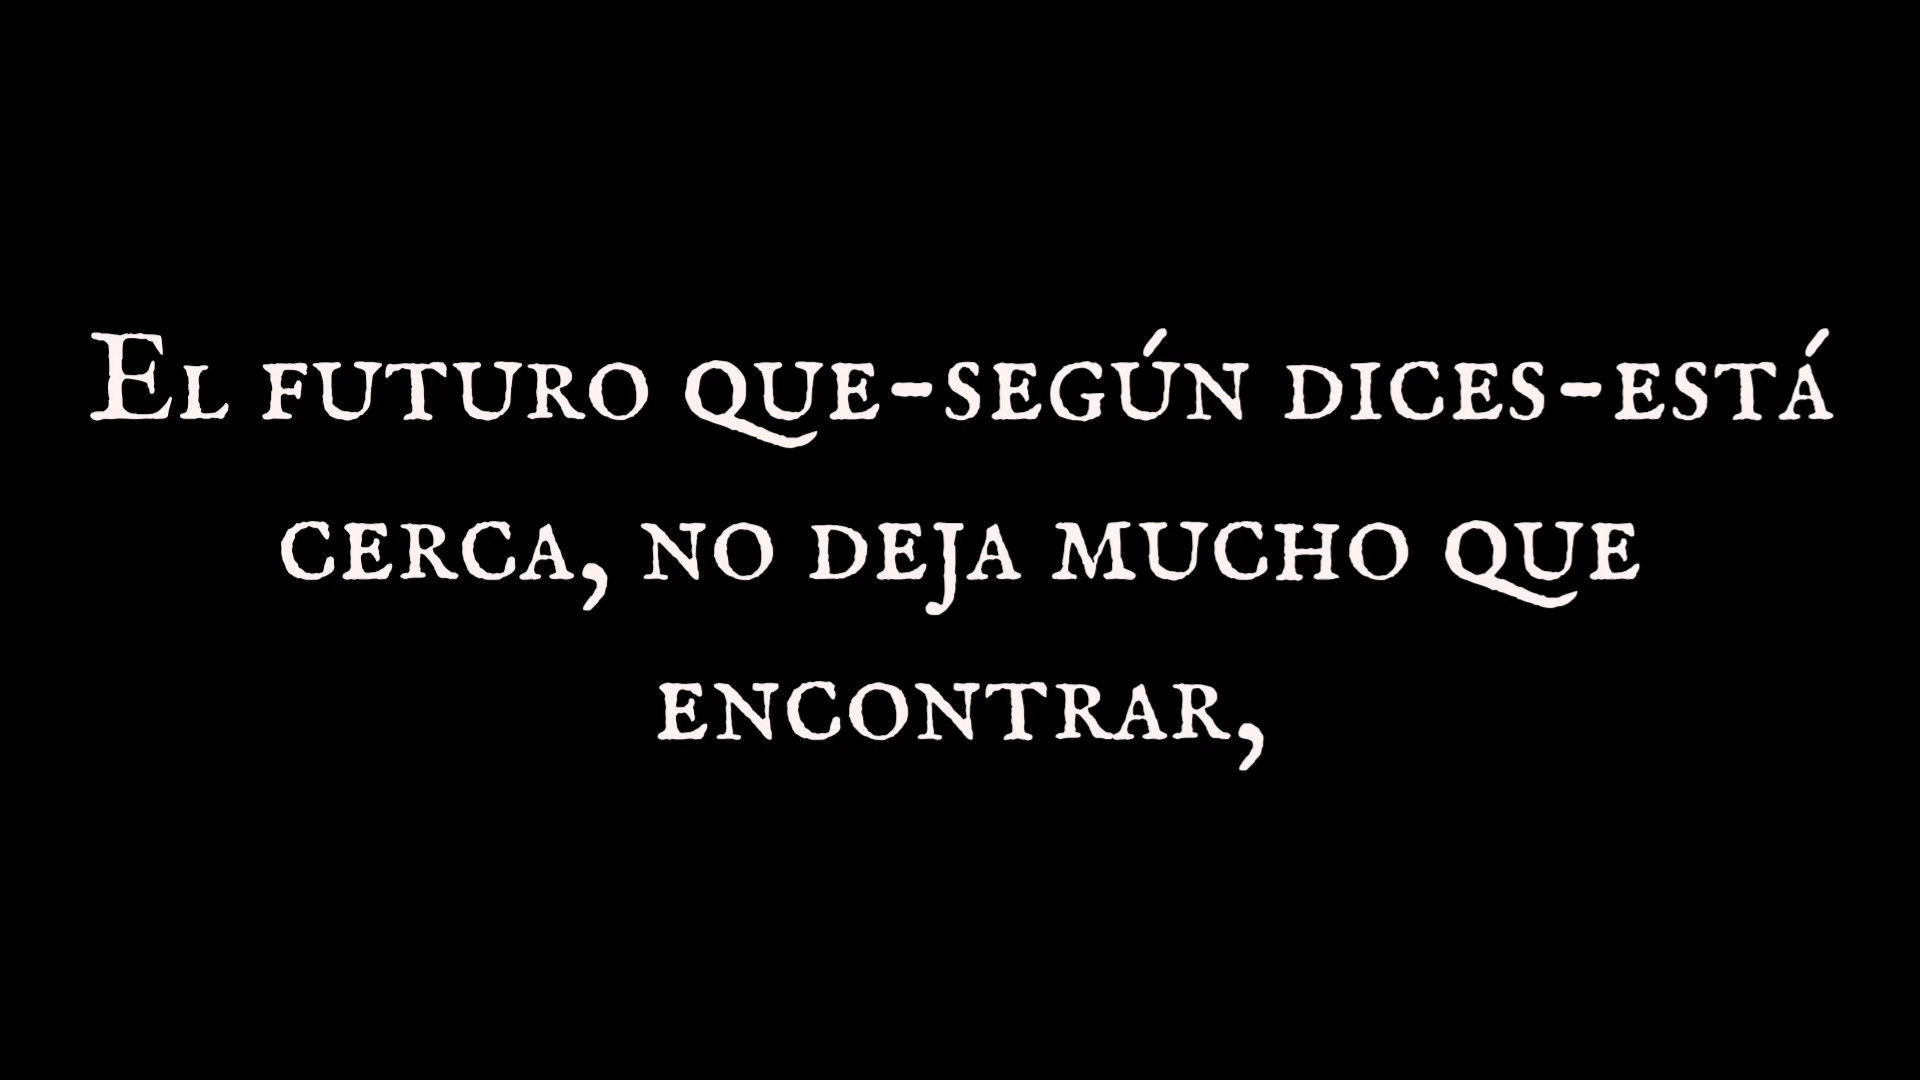 El futuro que-según dices-está
cerca, no deja mucho que
encontrar,